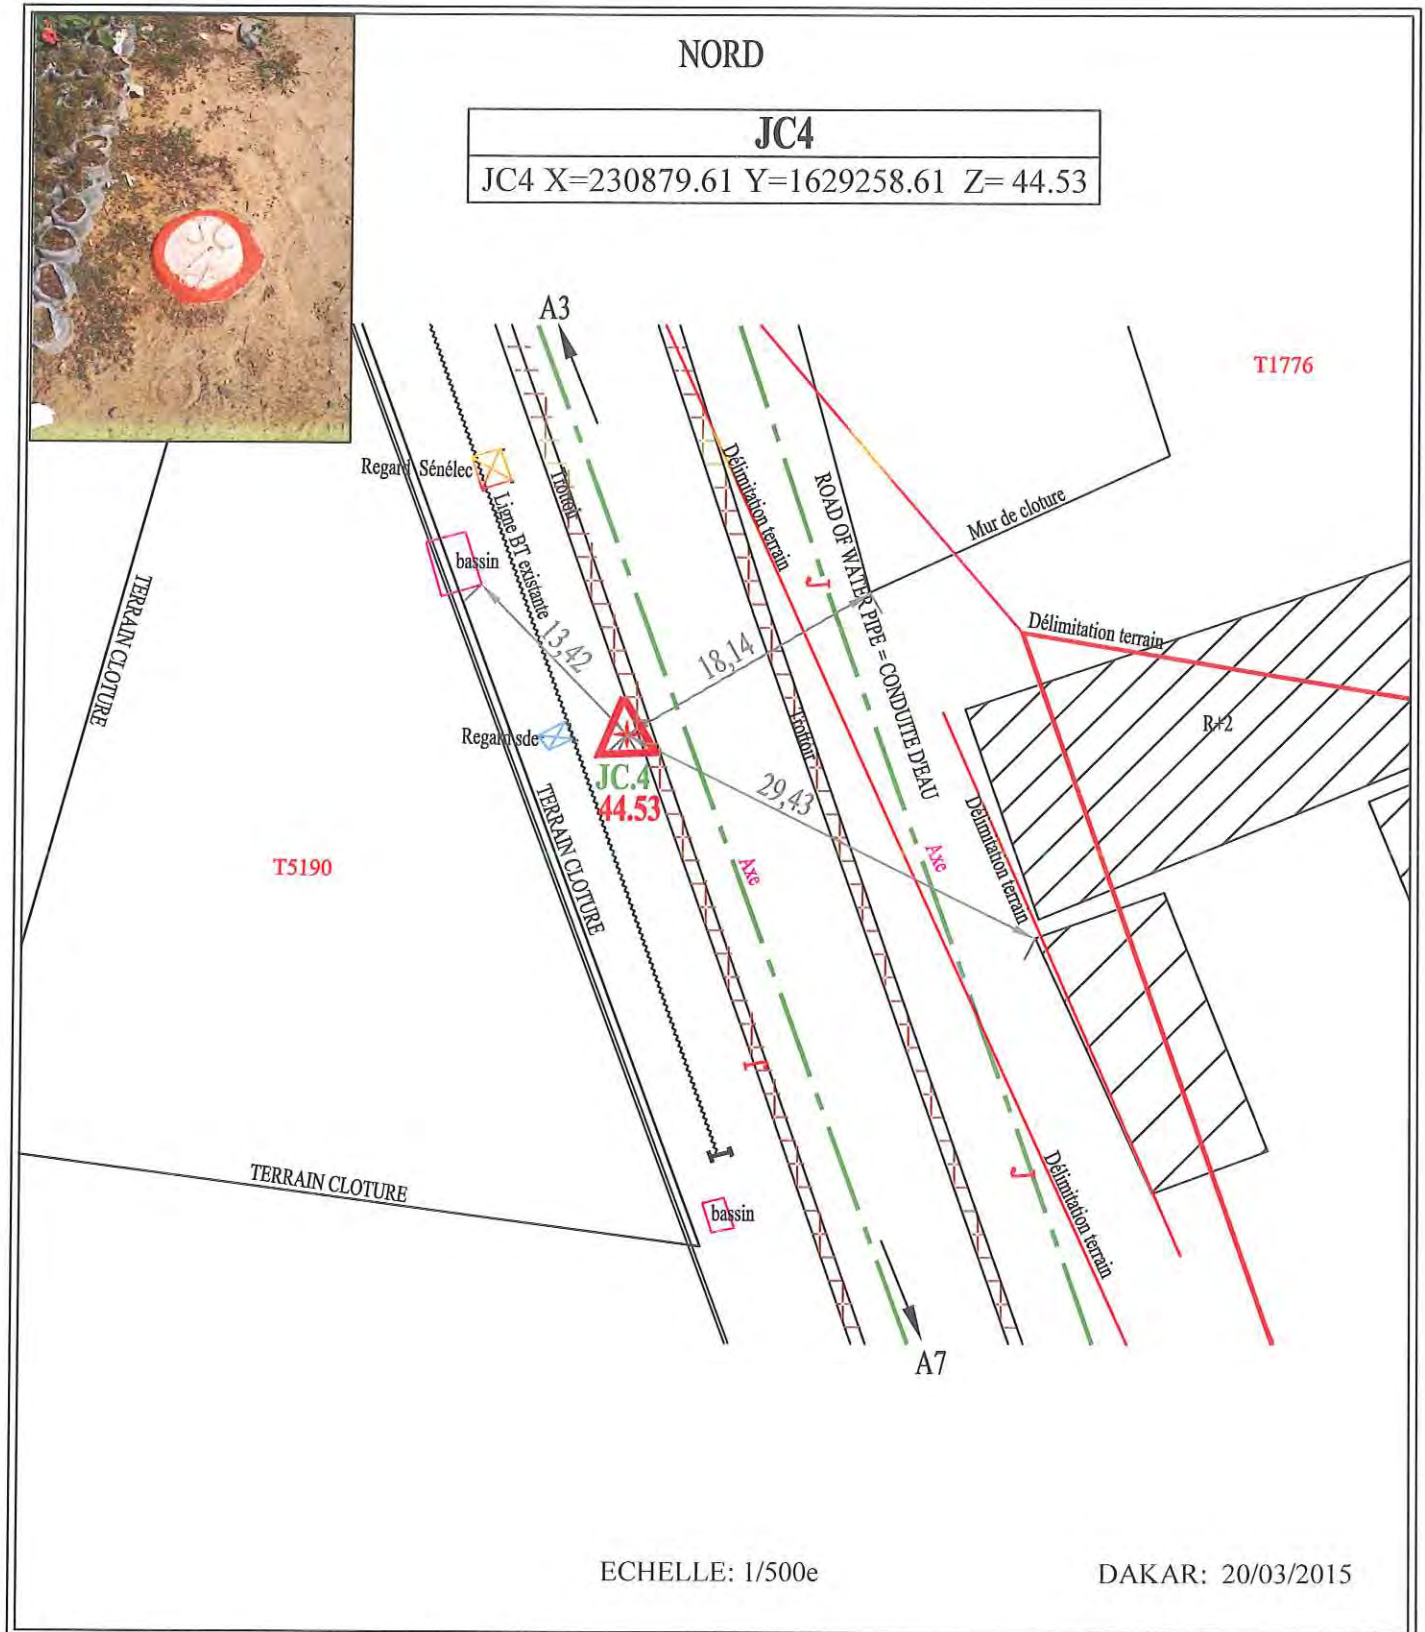 NORD
JC4
JC4 X=230879.61 Y=1629258.61 Z= 44.53
A3
T1776
Regard Sénélec
Trottoir
Délimitation terrain
ROAD OF WATER PIPE = CONDUITE D'EAU
Mur de cloture
Ligne BT existante
bassin
TERRAIN CLOTURE
J
13,42
18,14
Délimitation terrain
R+2
Regard sde
Trottoir
JC.4
44.53
29,43
TERRAIN CLOTURE
Délimitation terrain
Axe
Axe
T5190
J
TERRAIN CLOTURE
J
Délimitation terrain
bassin
A7
ECHELLE: 1/500e
DAKAR: 20/03/2015